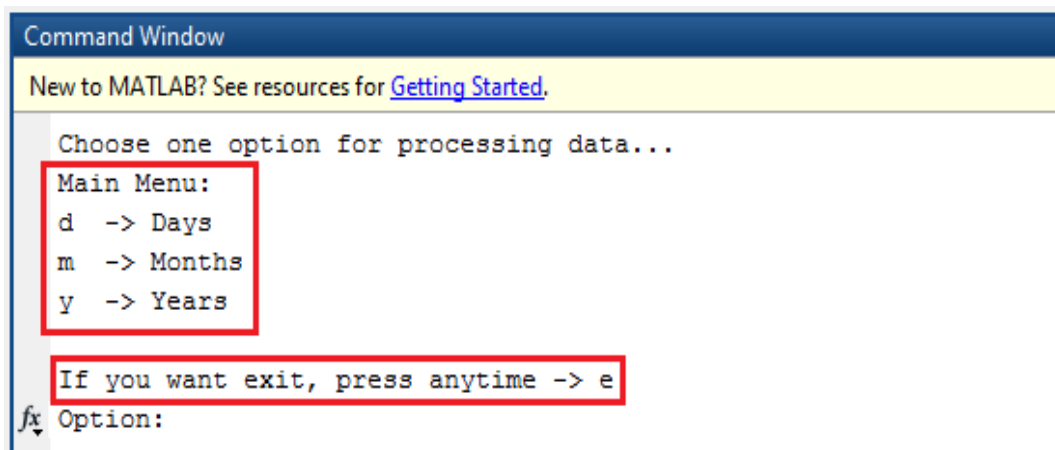 Command Window
New to MATLAB? See resources for Getting Started.
Choose one option for processing data...
Main Menu:
d -> Days
m -> Months
y -> Years
If you want exit, press anytime -> e
fx Option: